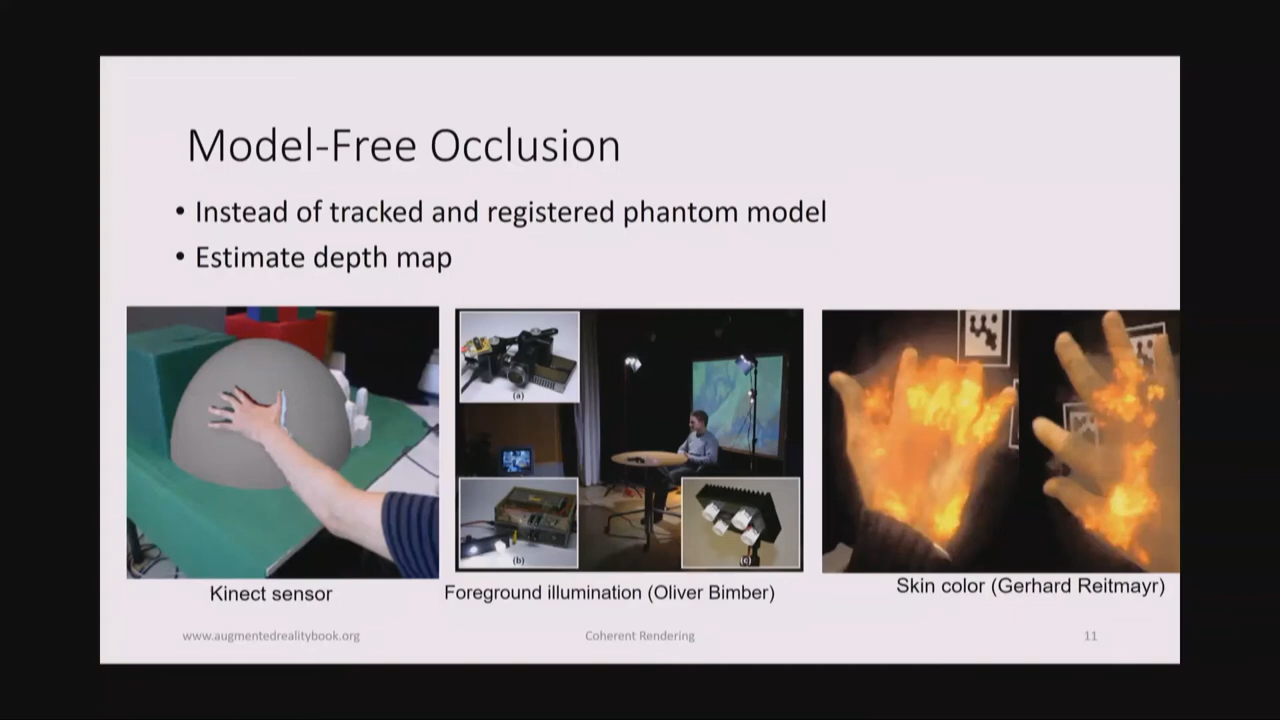 Model-Free Occlusion
• Instead of tracked and registered phantom model
• Estimate depth map
(a)
(b)
(c)
Kinect sensor
Foreground illumination (Oliver Bimber)
Skin color (Gerhard Reitmayr)
www.augmentedrealitybook.org
Coherent Rendering
11